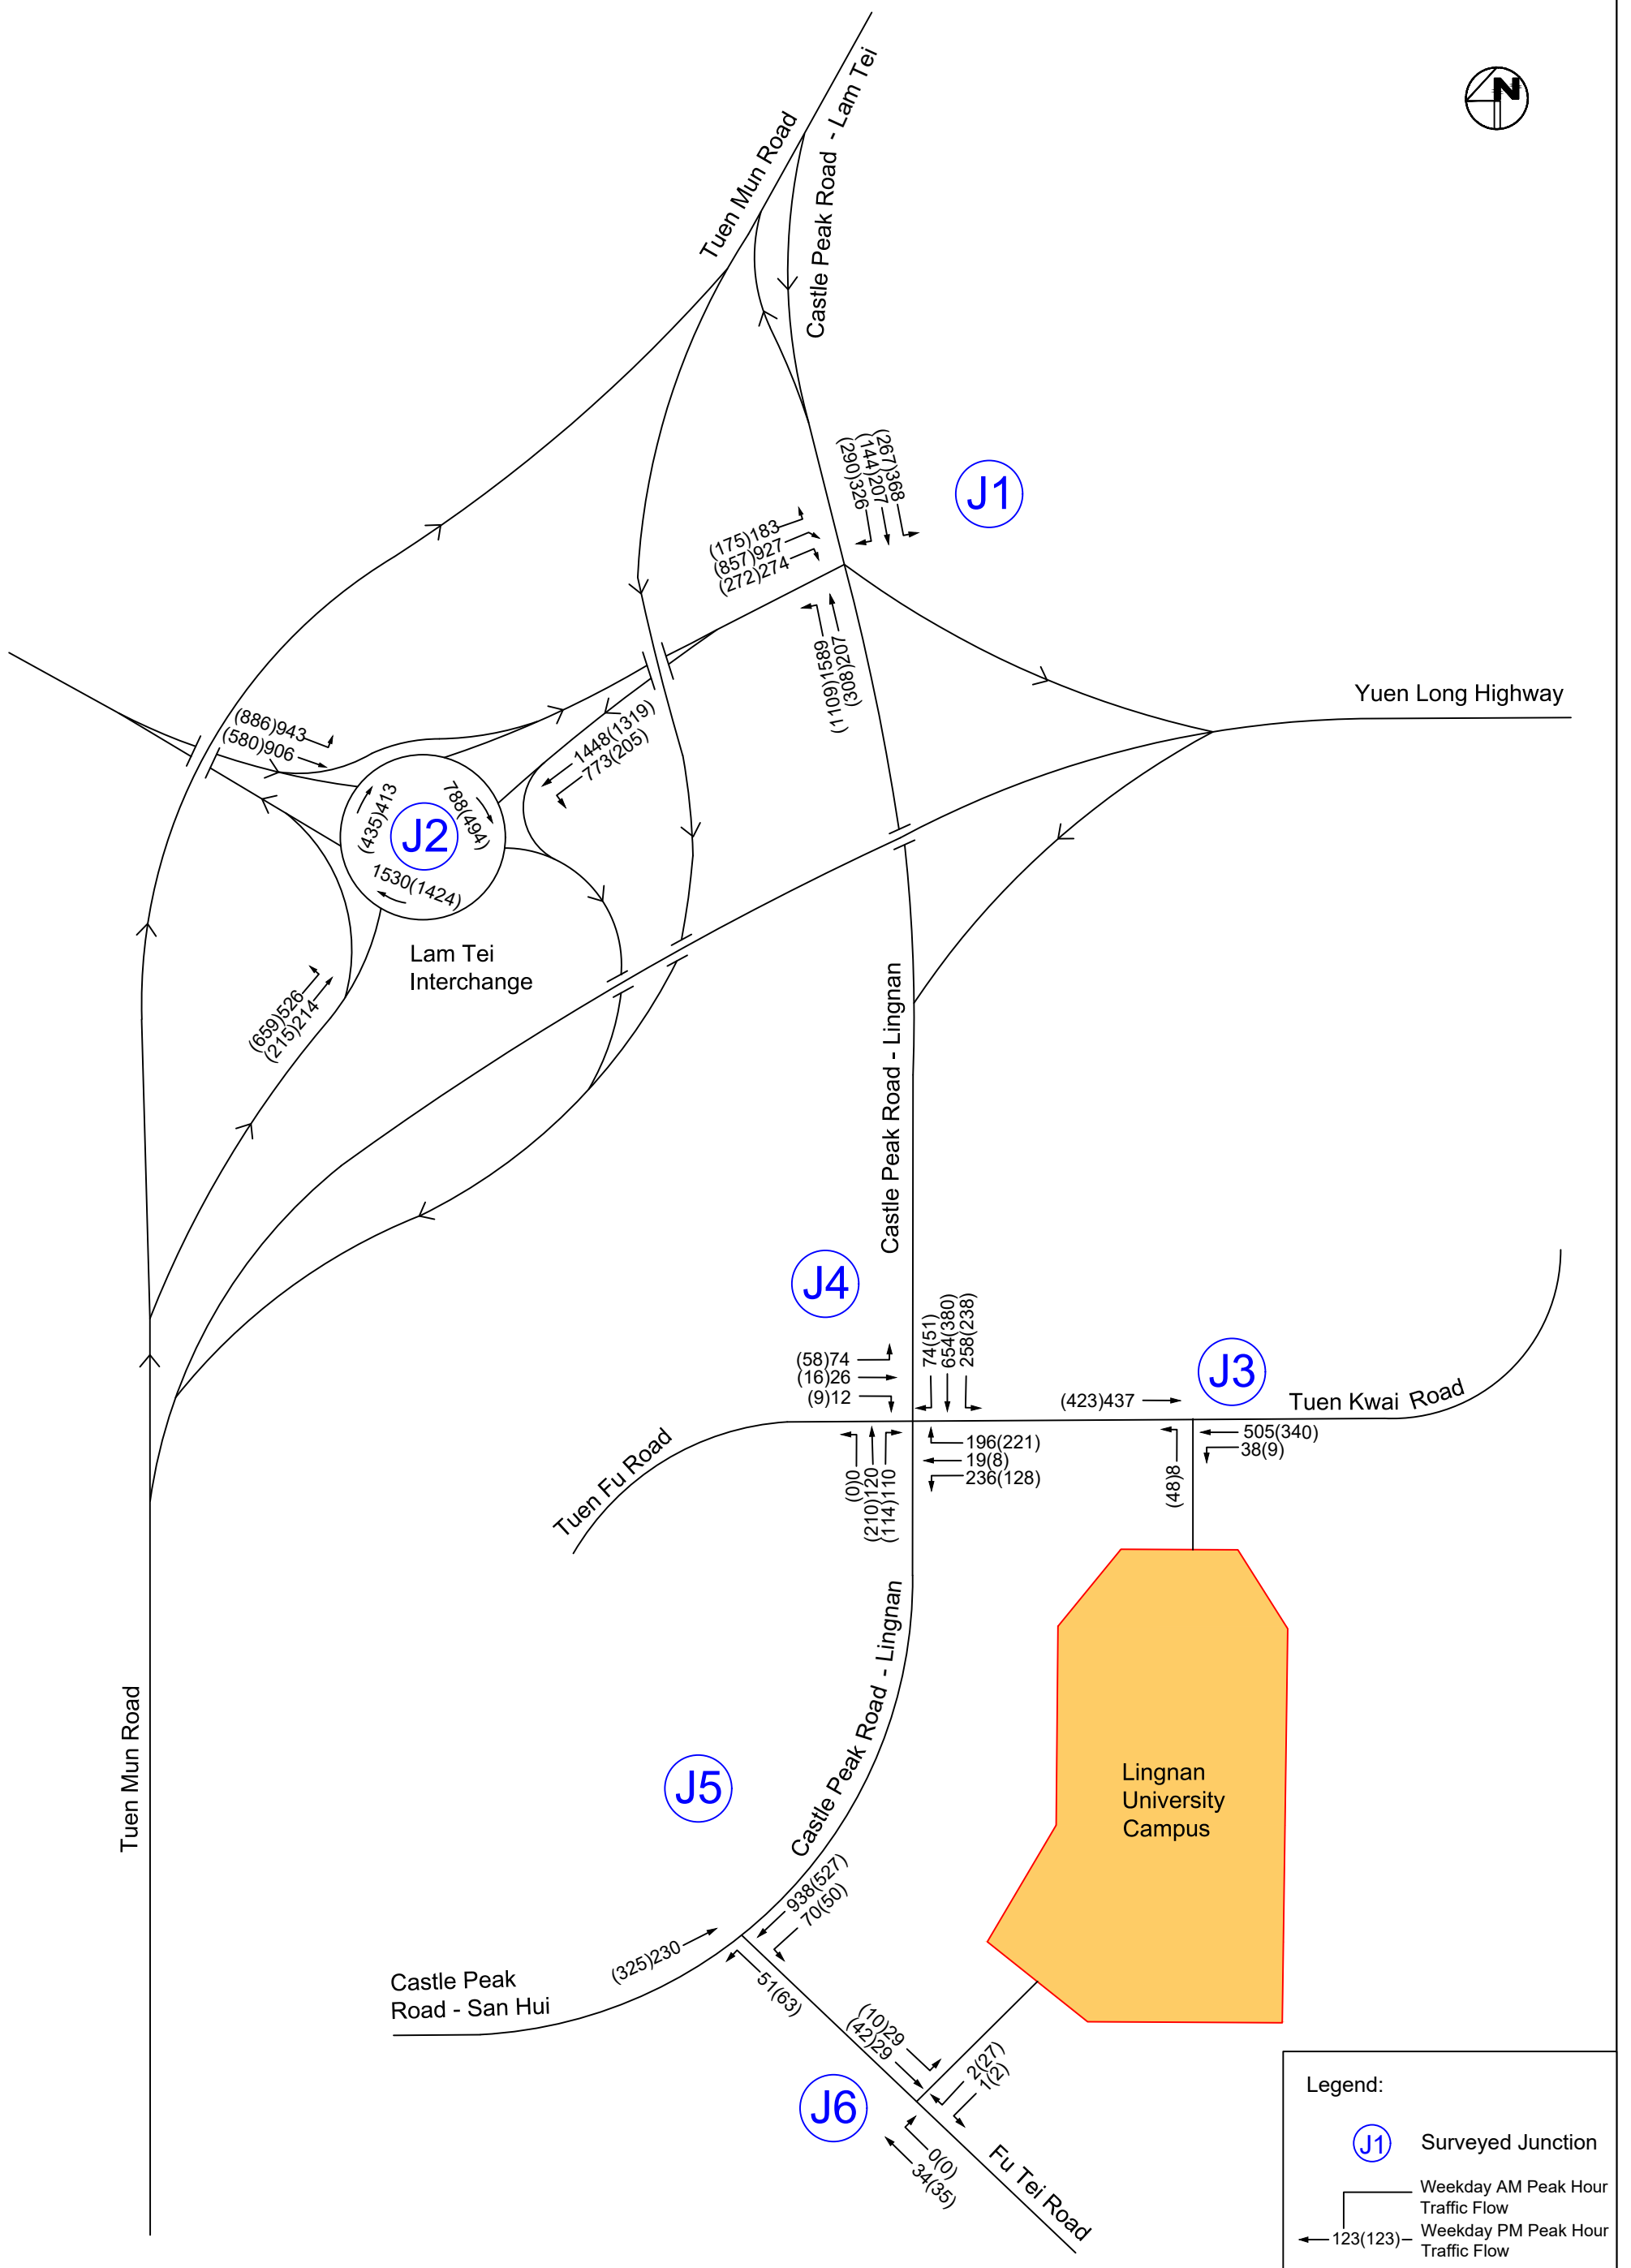 N
Tuen Mun Road
Castle Peak Road - Lam Tei
J1
(267)368
(144)207
(290)326
(175)183
(857)927
(272)274
(1109)1589
(308)207
Yuen Long Highway
(886)943
(580)906
1448(1319)
773(205)
(435)413
788(494)
J2
1530(1424)
Lam Tei
Interchange
(659)526
(215)214
Castle Peak Road - Lingnan
J4
74(51)
654(380)
258(238)
(58)74
(16)26
(9)12
J3
(423)437
Tuen Kwai Road
505(340)
38(9)
(48)8
196(221)
19(8)
236(128)
(0)0
(210)120
(114)110
Tuen Fu Road
Castle Peak Road - Lingnan
Tuen Mun Road
J5
Lingnan
University
Campus
938(527)
70(50)
(325)230
51(63)
Castle Peak
Road - San Hui
(10)29
(42)29
2(27)
1(2)
J6
0(0)
34(35)
Fu Tei Road
Legend:
J1
Surveyed Junction
Weekday AM Peak Hour
Traffic Flow
123(123)
Weekday PM Peak Hour
Traffic Flow